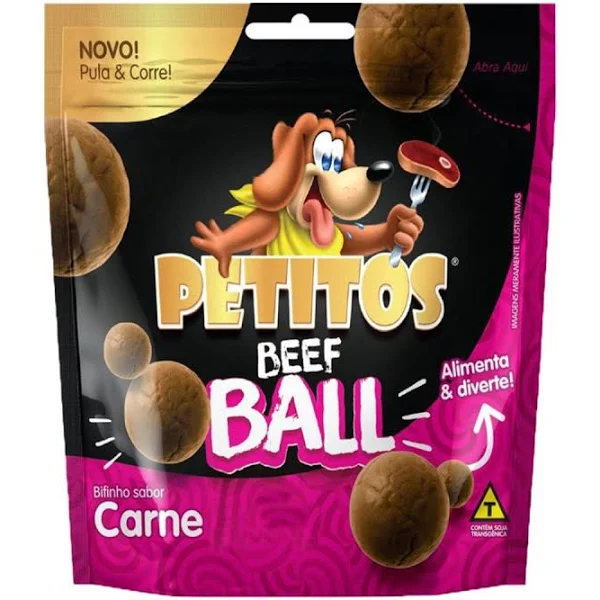 NOVO!
Pula & Corre!
Abra Aqui
PETITOS®
BEEF
BALL
Alimenta
& diverte!
IMAGENS MERAMENTE ILUSTRATIVAS
Bifinho sabor
Carne
T
CONTÉM SOJA
TRANSGÊNICA